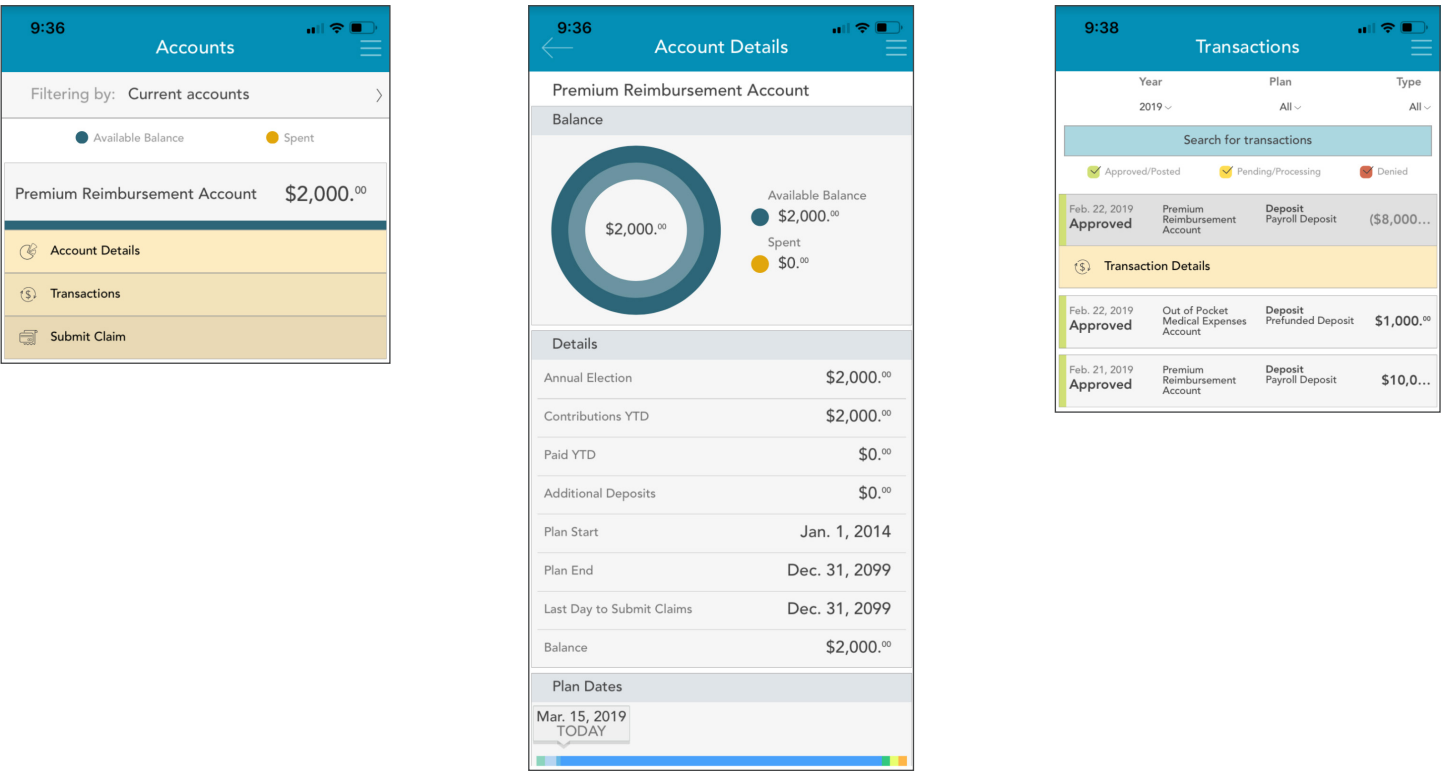 9:36
Accounts
Filtering by: Current accounts
Available Balance Spent
Premium Reimbursement Account $2,000.00
Account Details
Transactions
Submit Claim
9:36
Account Details
Premium Reimbursement Account
Balance
$2,000.00
Available Balance
$2,000.00
Spent
$0.00
Details
Annual Election $2,000.00
Contributions YTD $2,000.00
Paid YTD $0.00
Additional Deposits $0.00
Plan Start Jan. 1, 2014
Plan End Dec. 31, 2099
Last Day to Submit Claims Dec. 31, 2099
Balance $2,000.00
Plan Dates
Mar. 15, 2019
TODAY
9:38
Transactions
Year Plan Type
2019 All All
Search for transactions
Approved/Posted Pending/Processing Denied
Feb. 22, 2019
Approved
Premium
Reimbursement
Account
Deposit
Payroll Deposit
($8,000...
Transaction Details
Feb. 22, 2019
Approved
Out of Pocket
Medical Expenses
Account
Deposit
Prefunded Deposit
$1,000.00
Feb. 21, 2019
Approved
Premium
Reimbursement
Account
Deposit
Payroll Deposit
$10,0...